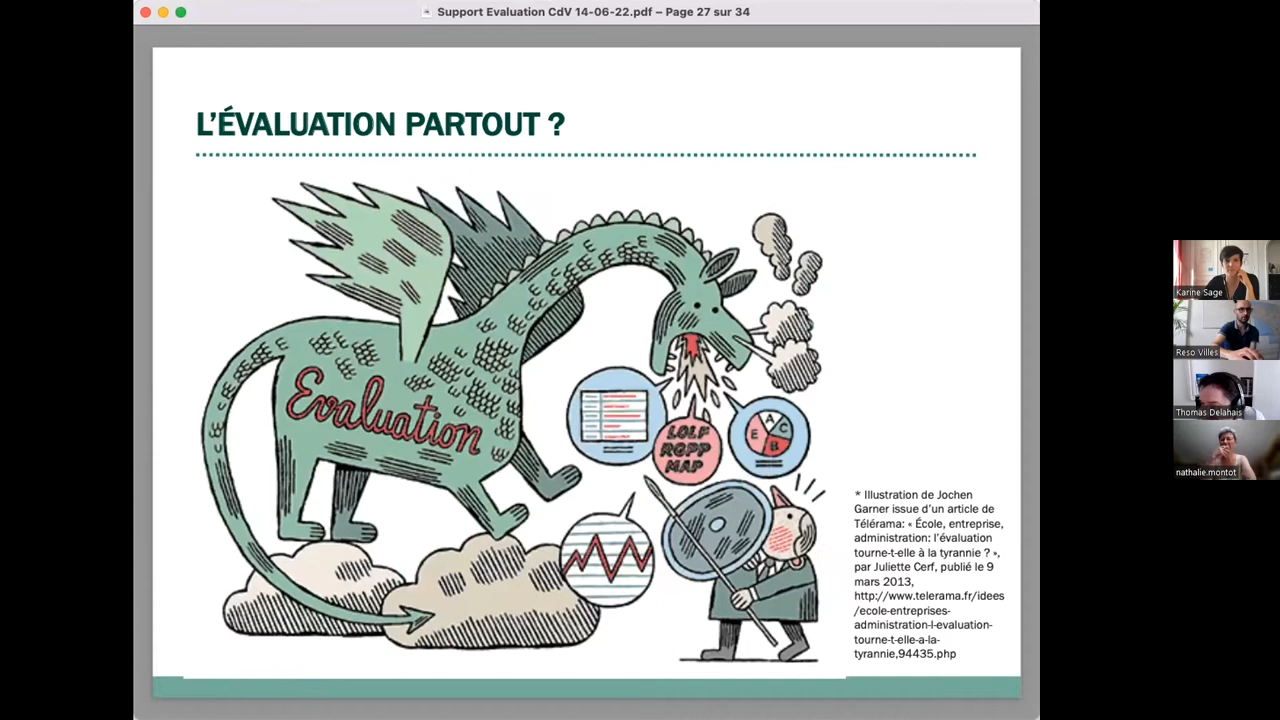 Support Evaluation CdV 14-06-22.pdf – Page 27 sur 34
L'ÉVALUATION PARTOUT ?
Evaluation
LOLF
RGPP
MAP
A
C
E
B
* Illustration de Jochen
Garner issue d'un article de
Télérama: « École, entreprise,
administration: l'évaluation
tourne-t-elle à la tyrannie ? »,
par Juliette Cerf, publié le 9
mars 2013,
http://www.telerama.fr/idees
/ecole-entreprises-
administration-l-evaluation-
tourne-t-elle-a-la-
tyrannie,94435.php
Karine Sage
Reso Villes
Thomas Delahais
nathalie.montot